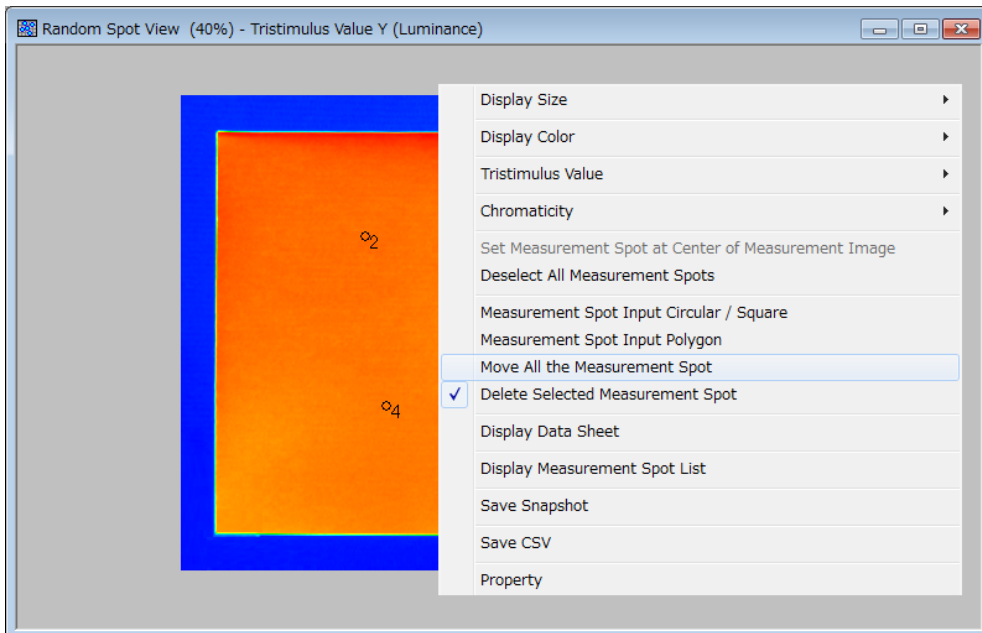 Random Spot View (40%) - Tristimulus Value Y (Luminance)
Display Size
Display Color
Tristimulus Value
Chromaticity
Set Measurement Spot at Center of Measurement Image
Deselect All Measurement Spots
Measurement Spot Input Circular / Square
Measurement Spot Input Polygon
Move All the Measurement Spot
Delete Selected Measurement Spot
Display Data Sheet
Display Measurement Spot List
Save Snapshot
Save CSV
Property
2
4